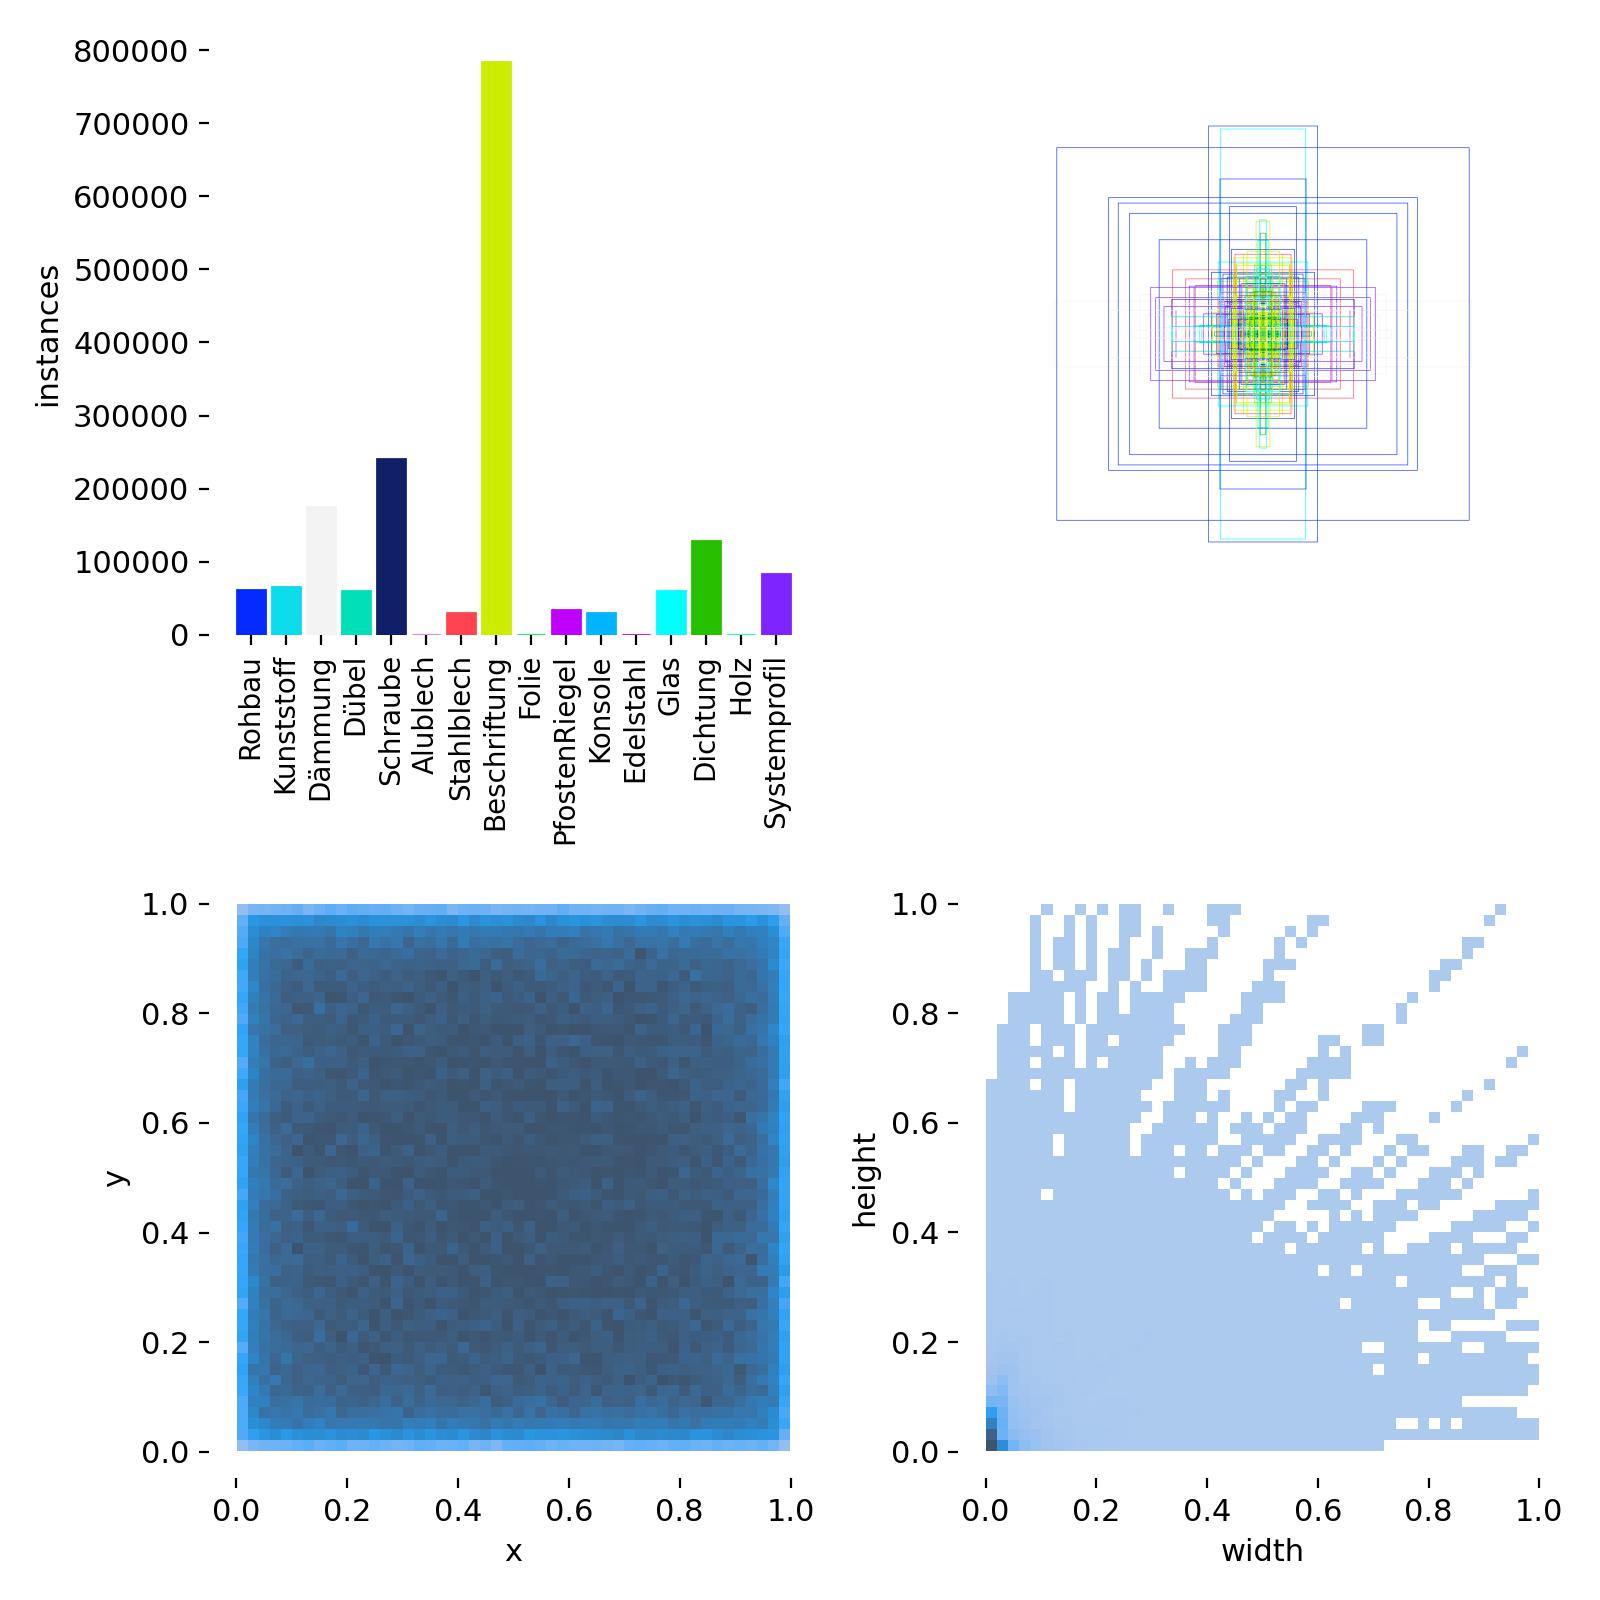 800000
700000
600000
500000
400000
300000
200000
100000
0
instances
Rohbau
Kunststoff
Dämmung
Dübel
Schraube
Alublech
Stahlblech
Beschriftung
Folie
PfostenRiegel
Konsole
Edelstahl
Glas
Dichtung
Holz
Systemprofil
1.0
0.8
0.6
0.4
0.2
0.0
y
0.0 0.2 0.4 0.6 0.8 1.0
x
1.0
0.8
0.6
0.4
0.2
0.0
height
0.0 0.2 0.4 0.6 0.8 1.0
width